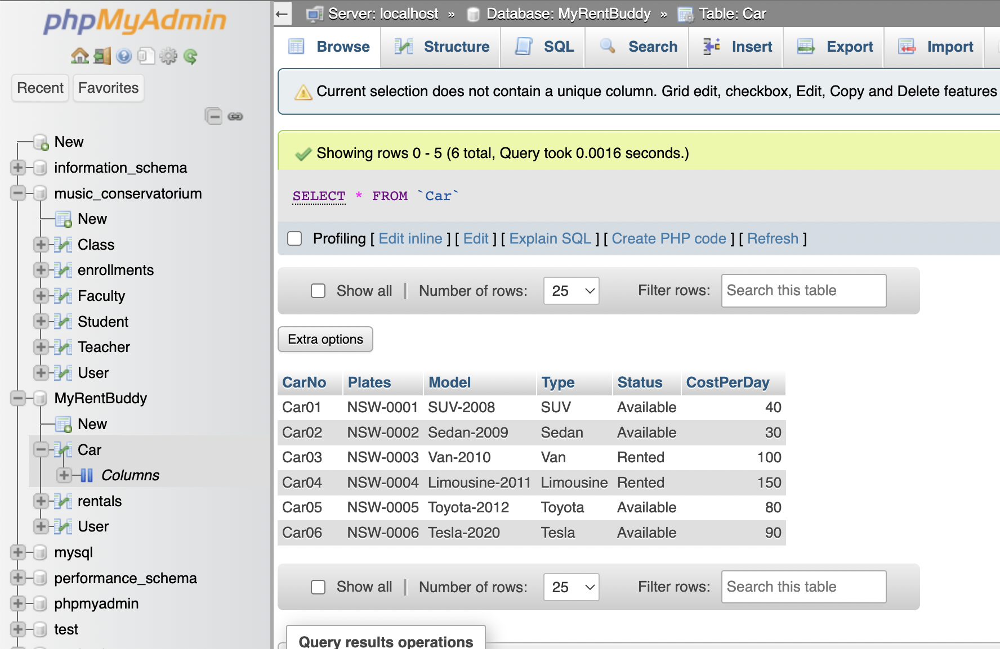 phpMyAdmin
Recent
Favorites
New
information_schema
music_conservatorium
New
Class
enrollments
Faculty
Student
Teacher
User
MyRentBuddy
New
Car
Columns
rentals
User
mysql
performance_schema
phpmyadmin
test
Server: localhost » Database: MyRentBuddy » Table: Car
Browse Structure SQL Search Insert Export Import
Current selection does not contain a unique column. Grid edit, checkbox, Edit, Copy and Delete features
Showing rows 0 - 5 (6 total, Query took 0.0016 seconds.)
SELECT * FROM `Car`
Profiling [ Edit inline ] [ Edit ] [ Explain SQL ] [ Create PHP code ] [ Refresh ]
Show all | Number of rows: 25 Filter rows: Search this table
Extra options
CarNo Plates Model Type Status CostPerDay
Car01 NSW-0001 SUV-2008 SUV Available 40
Car02 NSW-0002 Sedan-2009 Sedan Available 30
Car03 NSW-0003 Van-2010 Van Rented 100
Car04 NSW-0004 Limousine-2011 Limousine Rented 150
Car05 NSW-0005 Toyota-2012 Toyota Available 80
Car06 NSW-0006 Tesla-2020 Tesla Available 90
Show all | Number of rows: 25 Filter rows: Search this table
Query results operations